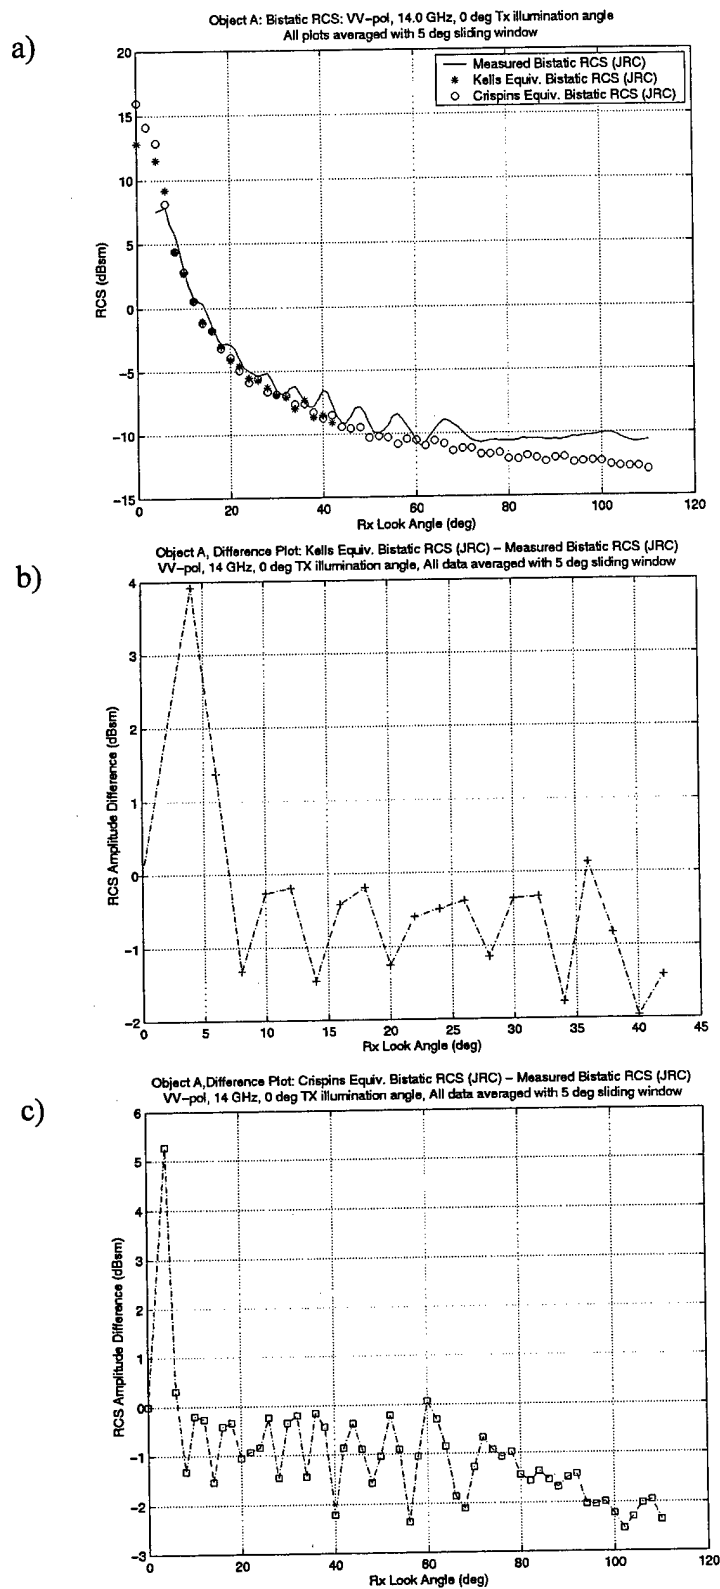 a)
Object A: Bistatic RCS: VV-pol, 14.0 GHz, 0 deg Tx illumination angle
All plots averaged with 5 deg sliding window
Measured Bistatic RCS (JRC)
Kells Equiv. Bistatic RCS (JRC)
Crispins Equiv. Bistatic RCS (JRC)
RCS (dBsm)
20
15
10
5
0
-5
-10
-15
0 20 40 60 80 100 120
Rx Look Angle (deg)
b)
Object A, Difference Plot: Kells Equiv. Bistatic RCS (JRC) - Measured Bistatic RCS (JRC)
VV-pol, 14 GHz, 0 deg TX illumination angle, All data averaged with 5 deg sliding window
RCS Amplitude Difference (dBsm)
4
3
2
1
0
-1
-2
0 5 10 15 20 25 30 35 40 45
Rx Look Angle (deg)
c)
Object A,Difference Plot: Crispins Equiv. Bistatic RCS (JRC) - Measured Bistatic RCS (JRC)
VV-pol, 14 GHz, 0 deg TX illumination angle, All data averaged with 5 deg sliding window
RCS Amplitude Difference (dBsm)
6
5
4
3
2
1
0
-1
-2
-3
0 20 40 60 80 100 120
Rx Look Angle (deg)